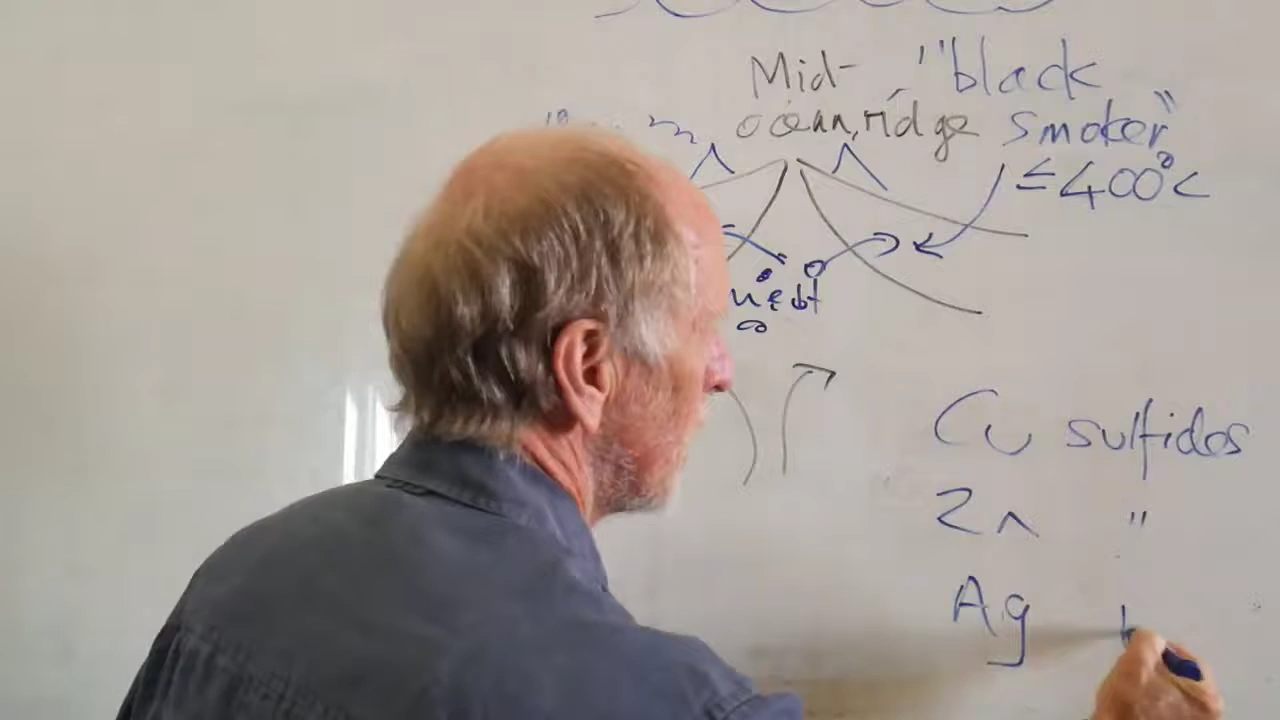 Mid- "black
ocean ridge smoker"
≤400°C
Cu sulfides
Zn "
Ag